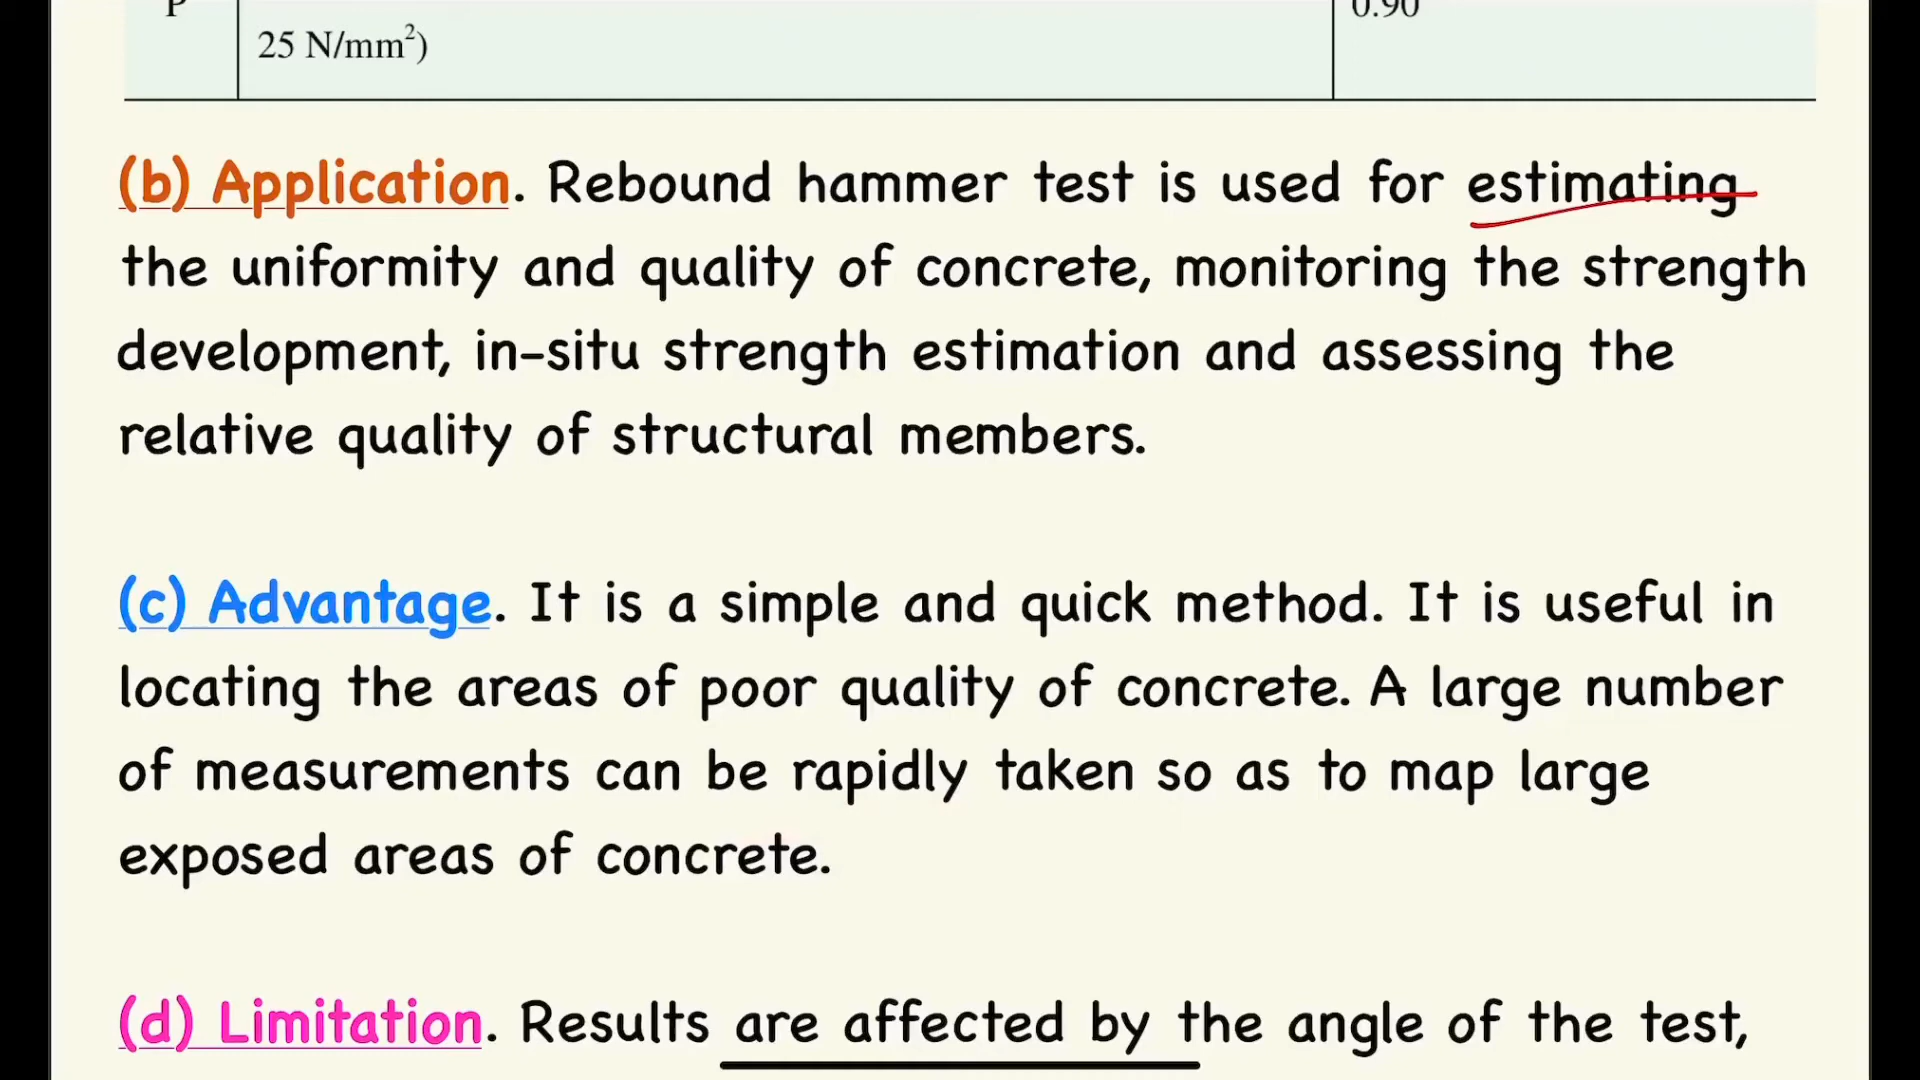 P
0.90
25 N/mm²)
(b) Application. Rebound hammer test is used for estimating
the uniformity and quality of concrete, monitoring the strength
development, in-situ strength estimation and assessing the
relative quality of structural members.
(c) Advantage. It is a simple and quick method. It is useful in
locating the areas of poor quality of concrete. A large number
of measurements can be rapidly taken so as to map large
exposed areas of concrete.
(d) Limitation. Results are affected by the angle of the test,